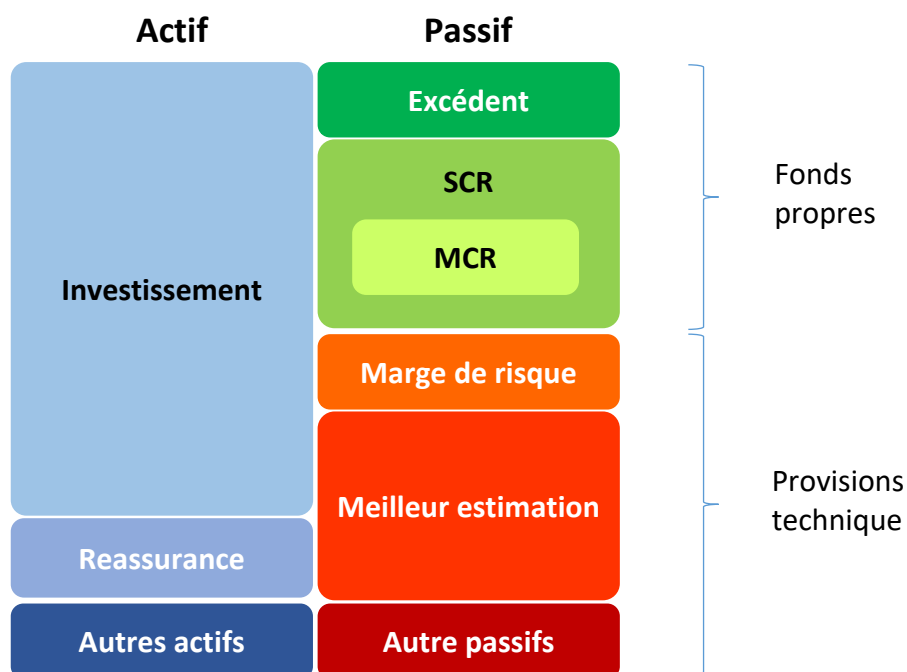 Actif
Passif
Excédent
SCR
MCR
Investissement
Marge de risque
Meilleur estimation
Reassurance
Autres actifs
Autre passifs
Fonds
propres
Provisions
technique